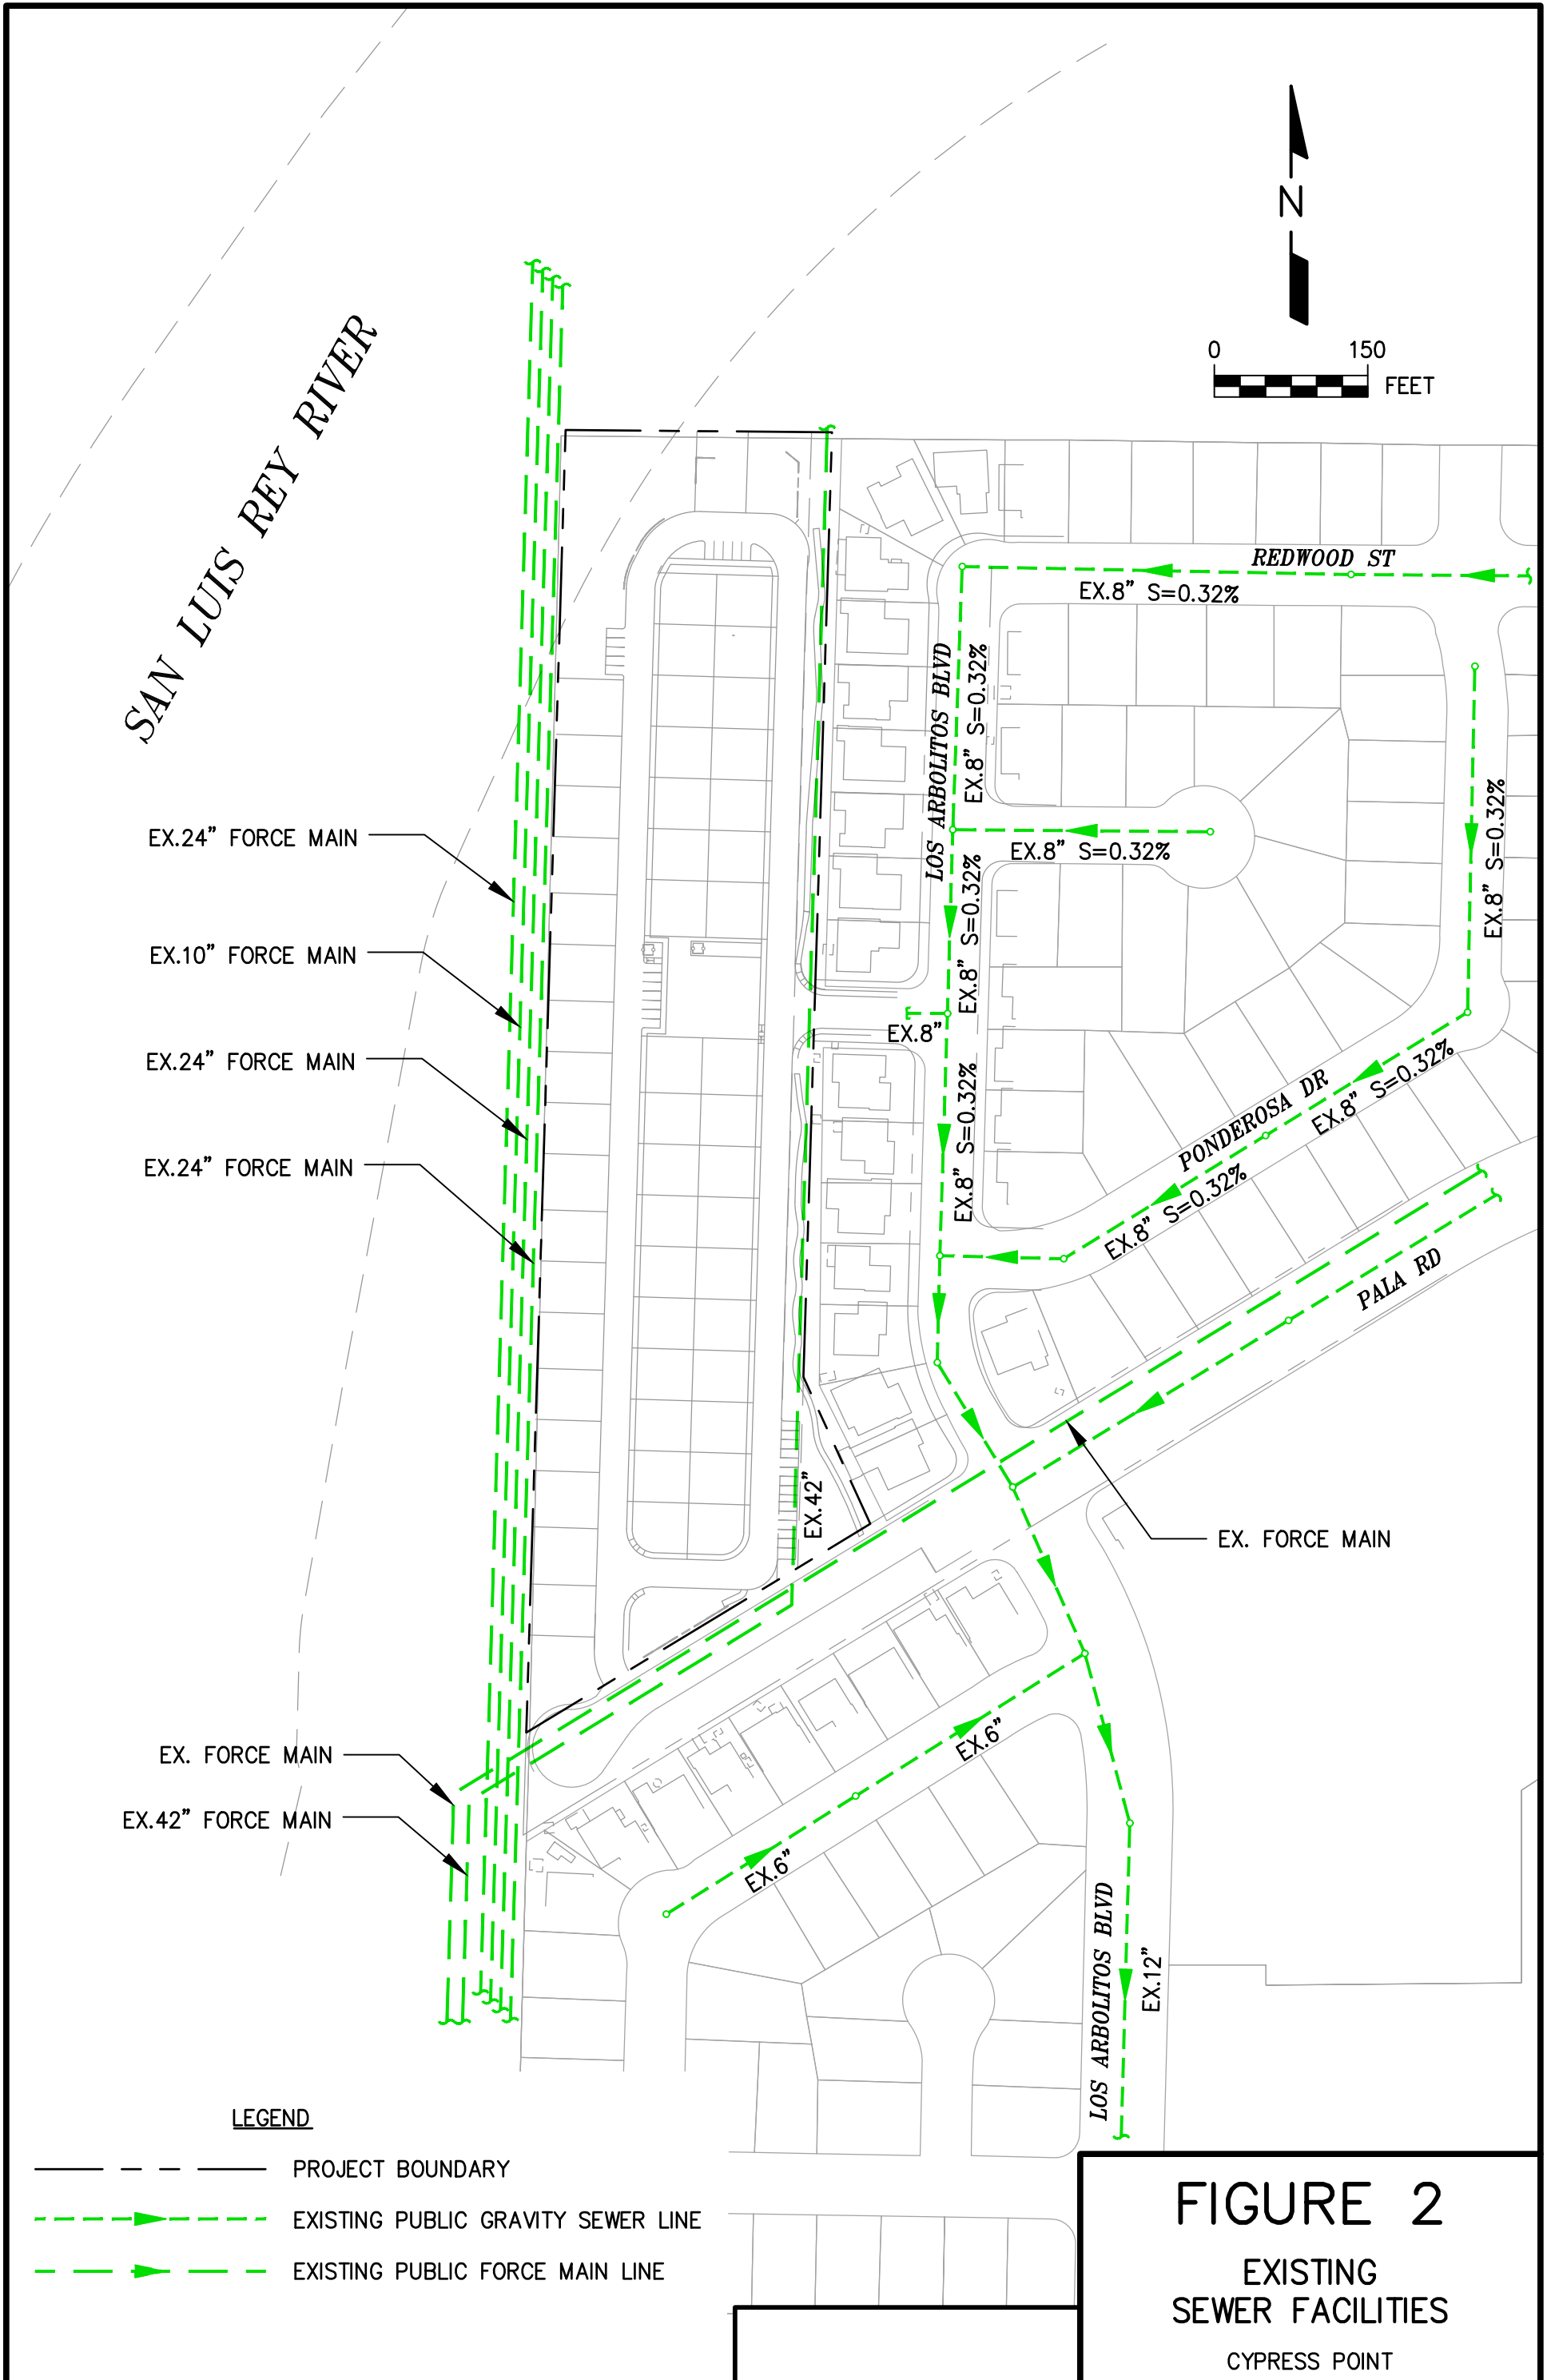 N
0 150
FEET
SAN LUIS REY RIVER
REDWOOD ST
EX.8" S=0.32%
LOS ARBOLITOS BLVD
EX.8" S=0.32%
EX.8" S=0.32%
EX.8" S=0.32%
EX.24" FORCE MAIN
EX.8" S=0.32%
EX.10" FORCE MAIN
EX.8"
EX.24" FORCE MAIN
EX.8" S=0.32%
PONDEROSA DR
EX.8" S=0.32%
EX.24" FORCE MAIN
EX.8" S=0.32%
PALA RD
EX.42"
EX. FORCE MAIN
EX. FORCE MAIN
EX.6"
EX.42" FORCE MAIN
EX.6"
LOS ARBOLITOS BLVD
EX.12"
LEGEND
PROJECT BOUNDARY
EXISTING PUBLIC GRAVITY SEWER LINE
EXISTING PUBLIC FORCE MAIN LINE
FIGURE 2
EXISTING
SEWER FACILITIES
CYPRESS POINT